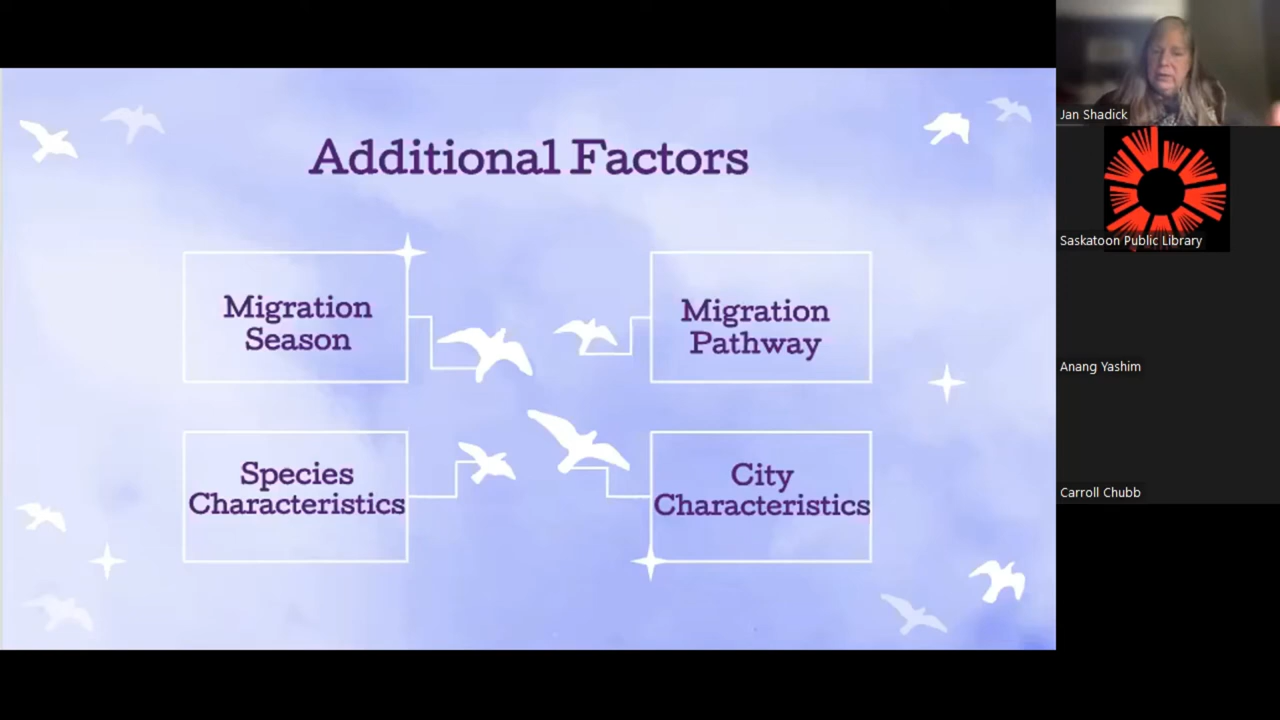 Additional Factors
Migration
Season
Migration
Pathway
Species
Characteristics
City
Characteristics
Jan Shadick
Saskatoon Public Library
Anang Yashim
Carroll Chubb